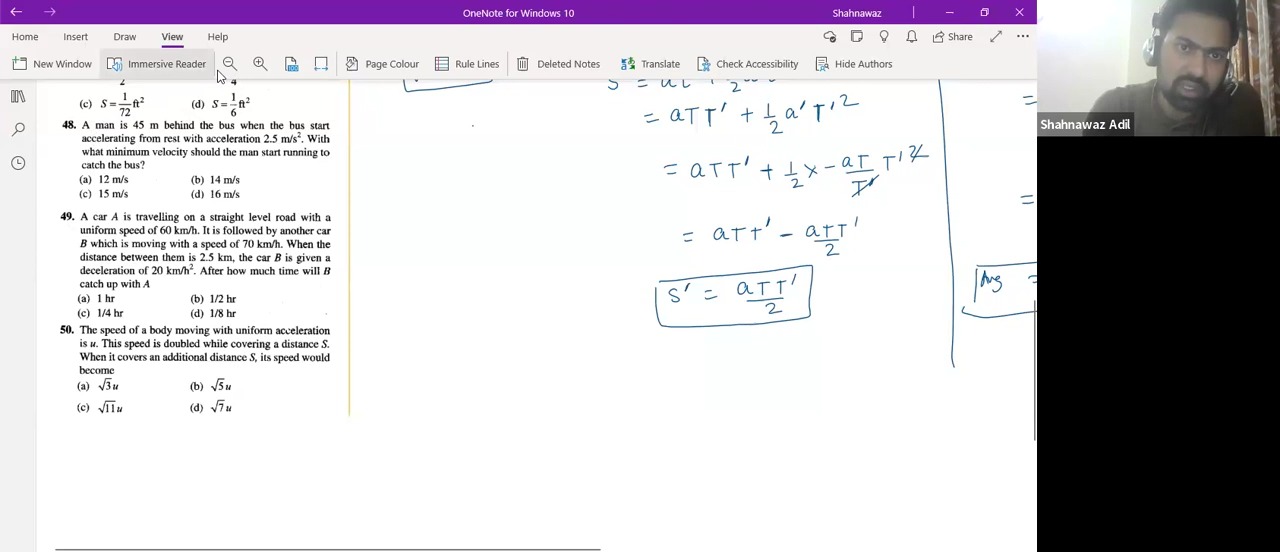 OneNote for Windows 10
Shahnawaz
Home Insert Draw View Help
Share
New Window Immersive Reader Page Colour Rule Lines Deleted Notes Translate Check Accessibility Hide Authors
Shahnawaz Adil
(c) S = 1/72 ft² (d) S = 1/6 ft²
48. A man is 45 m behind the bus when the bus start
accelerating from rest with acceleration 2.5 m/s². With
what minimum velocity should the man start running to
catch the bus?
(a) 12 m/s (b) 14 m/s
(c) 15 m/s (d) 16 m/s
49. A car A is travelling on a straight level road with a
uniform speed of 60 km/h. It is followed by another car
B which is moving with a speed of 70 km/h. When the
distance between them is 2.5 km, the car B is given a
deceleration of 20 km/h². After how much time will B
catch up with A
(a) 1 hr (b) 1/2 hr
(c) 1/4 hr (d) 1/8 hr
50. The speed of a body moving with uniform acceleration
is u. This speed is doubled while covering a distance S.
When it covers an additional distance S, its speed would
become
(a) √3 u (b) √5 u
(c) √11 u (d) √7 u
= aTT' + 1/2 a'T'²
= aTT' + 1/2 x - aT/T' T'²
= aTT' - aTT'/2
S' = aTT'/2
Ans =